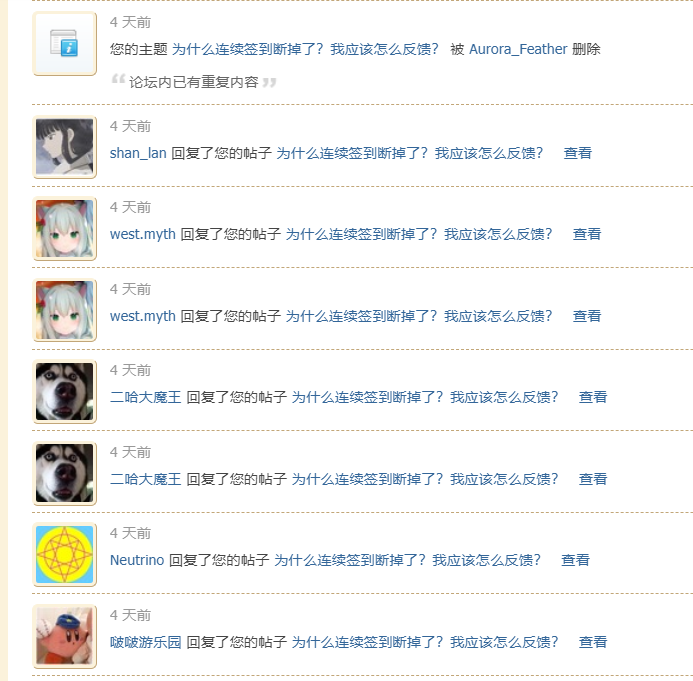 4 天前
您的主题 为什么连续签到断掉了？我应该怎么反馈？ 被 Aurora_Feather 删除
“ 论坛内已有重复内容 ”
4 天前
shan_lan 回复了您的帖子 为什么连续签到断掉了？我应该怎么反馈？ 查看
4 天前
west.myth 回复了您的帖子 为什么连续签到断掉了？我应该怎么反馈？ 查看
4 天前
west.myth 回复了您的帖子 为什么连续签到断掉了？我应该怎么反馈？ 查看
4 天前
二哈大魔王 回复了您的帖子 为什么连续签到断掉了？我应该怎么反馈？ 查看
4 天前
二哈大魔王 回复了您的帖子 为什么连续签到断掉了？我应该怎么反馈？ 查看
4 天前
Neutrino 回复了您的帖子 为什么连续签到断掉了？我应该怎么反馈？ 查看
4 天前
啵啵游乐园 回复了您的帖子 为什么连续签到断掉了？我应该怎么反馈？ 查看